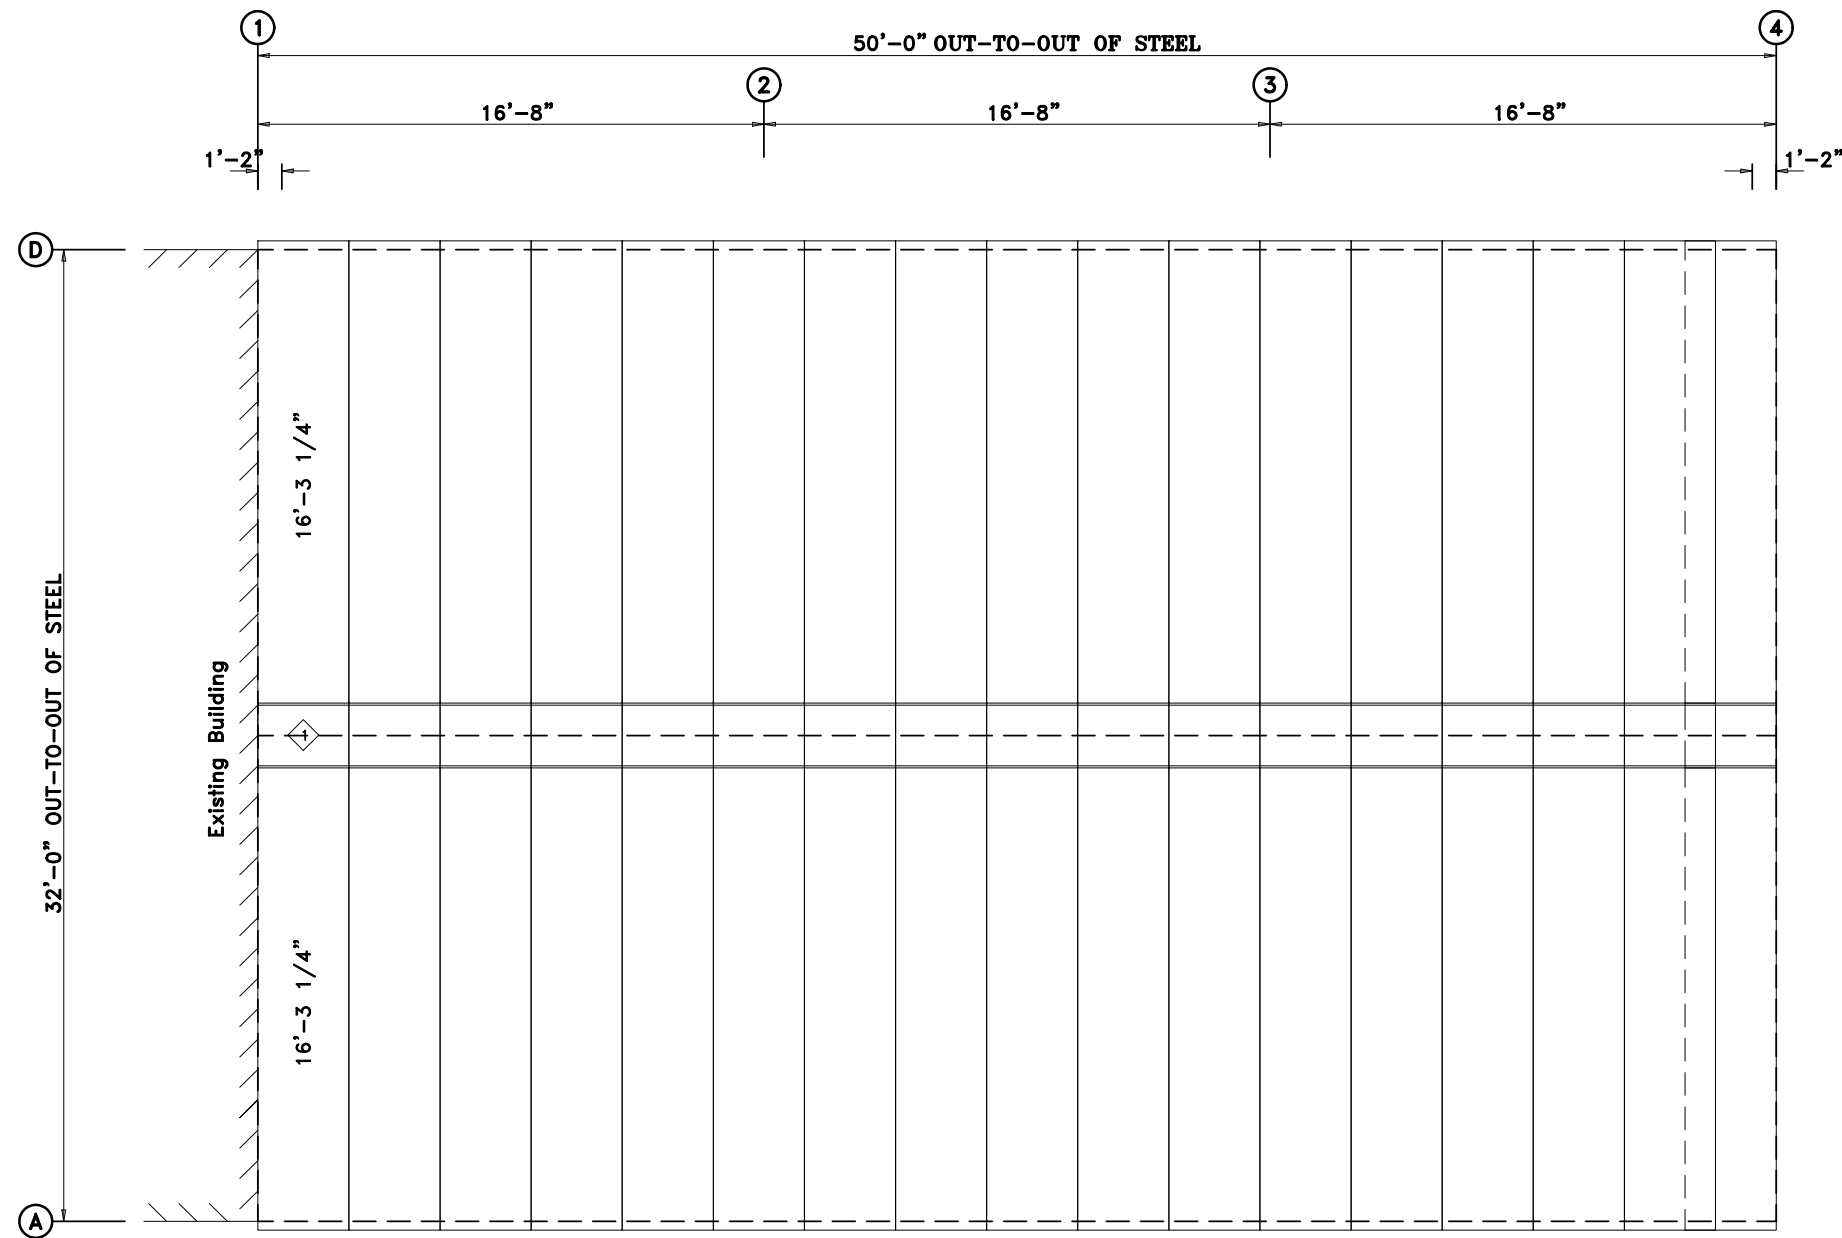 1
4
50'-0" OUT-TO-OUT OF STEEL
2
3
16'-8"
16'-8"
16'-8"
1'-2"
1'-2"
D
16'-3 1/4"
32'-0" OUT-TO-OUT OF STEEL
Existing Building
1
16'-3 1/4"
A